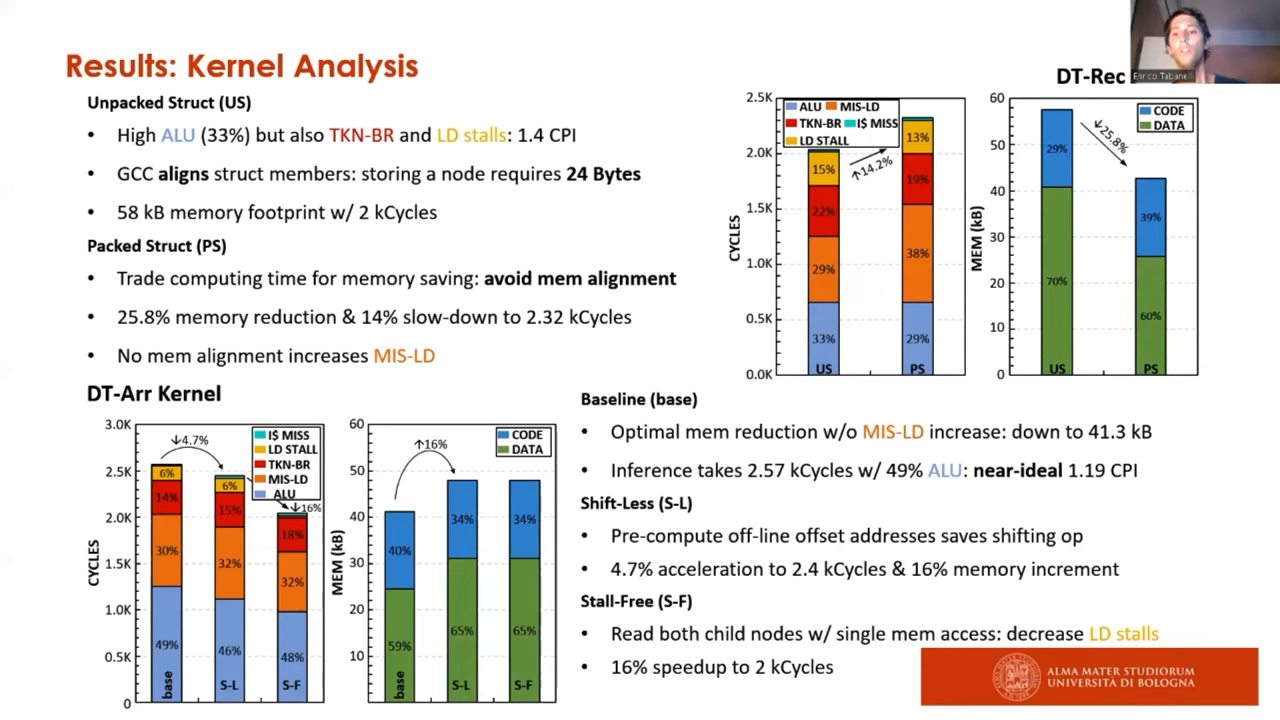 Results: Kernel Analysis
Enrico Tabanelli
Unpacked Struct (US)
• High ALU (33%) but also TKN-BR and LD stalls: 1.4 CPI
• GCC aligns struct members: storing a node requires 24 Bytes
• 58 kB memory footprint w/ 2 kCycles
Packed Struct (PS)
• Trade computing time for memory saving: avoid mem alignment
• 25.8% memory reduction & 14% slow-down to 2.32 kCycles
• No mem alignment increases MIS-LD
DT-Rec
2.5K
2.0K
1.5K
1.0K
0.5K
0.0K
CYCLES
ALU MIS-LD
TKN-BR I$ MISS
LD STALL
↑14.2%
15%
22%
29%
33%
US
13%
19%
38%
29%
PS
60
50
40
30
20
10
0
MEM (kB)
CODE
DATA
↓25.8%
29%
70%
US
39%
60%
PS
DT-Arr Kernel
3.0K
2.5K
2.0K
1.5K
1.0K
0.5K
0
CYCLES
I$ MISS
LD STALL
TKN-BR
MIS-LD
ALU
↓4.7%
↓16%
6%
14%
30%
49%
base
6%
15%
32%
46%
S-L
18%
32%
48%
S-F
60
50
40
30
20
10
MEM (kB)
CODE
DATA
↑16%
40%
59%
base
34%
65%
S-L
34%
65%
S-F
Baseline (base)
• Optimal mem reduction w/o MIS-LD increase: down to 41.3 kB
• Inference takes 2.57 kCycles w/ 49% ALU: near-ideal 1.19 CPI
Shift-Less (S-L)
• Pre-compute off-line offset addresses saves shifting op
• 4.7% acceleration to 2.4 kCycles & 16% memory increment
Stall-Free (S-F)
• Read both child nodes w/ single mem access: decrease LD stalls
• 16% speedup to 2 kCycles
ALMA MATER STUDIORUM
UNIVERSITÀ DI BOLOGNA